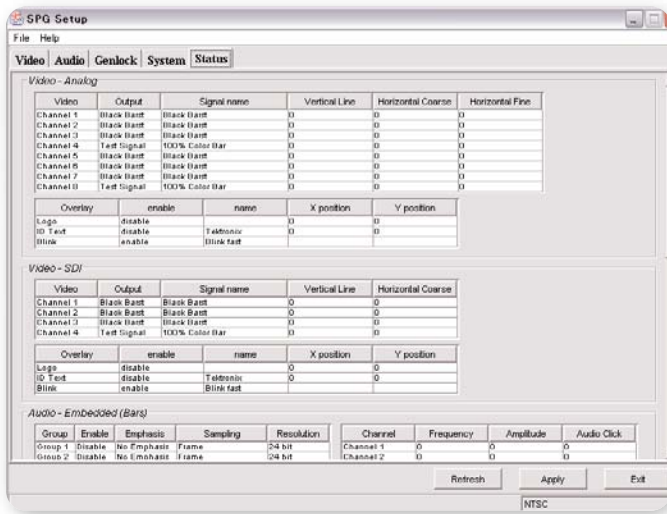 SPG Setup
File Help
Video Audio Genlock System Status
Video - Analog
Video Output Signal name Vertical Line Horizontal Coarse Horizontal Fine
Channel 1 Black Burst Black Burst 0 0 0
Channel 2 Black Burst Black Burst 0 0 0
Channel 3 Black Burst Black Burst 0 0 0
Channel 4 Test Signal 100% Color Bar 0 0 0
Channel 5 Black Burst Black Burst 0 0 0
Channel 6 Black Burst Black Burst 0 0 0
Channel 7 Black Burst Black Burst 0 0 0
Channel 8 Test Signal 100% Color Bar 0 0 0
Overlay enable name X position Y position
Logo disable 0 0
ID Text disable Tektronix 0 0
Blink enable Blink fast
Video - SDI
Video Output Signal name Vertical Line Horizontal Coarse
Channel 1 Black Burst Black Burst 0 0
Channel 2 Black Burst Black Burst 0 0
Channel 3 Black Burst Black Burst 0 0
Channel 4 Test Signal 100% Color Bar 0 0
Overlay enable name X position Y position
Logo disable 0 0
ID Text disable Tektronix 0 0
Blink enable Blink fast
Audio - Embedded (Bars)
Group Enable Emphasis Sampling Resolution Channel Frequency Amplitude Audio Click
Group 1 Disable No Emphasis Frame 24 bit Channel 1 0 0 0
Group 2 Disable No Emphasis Frame 24 bit Channel 2 0 0 0
Refresh Apply Exit
NTSC